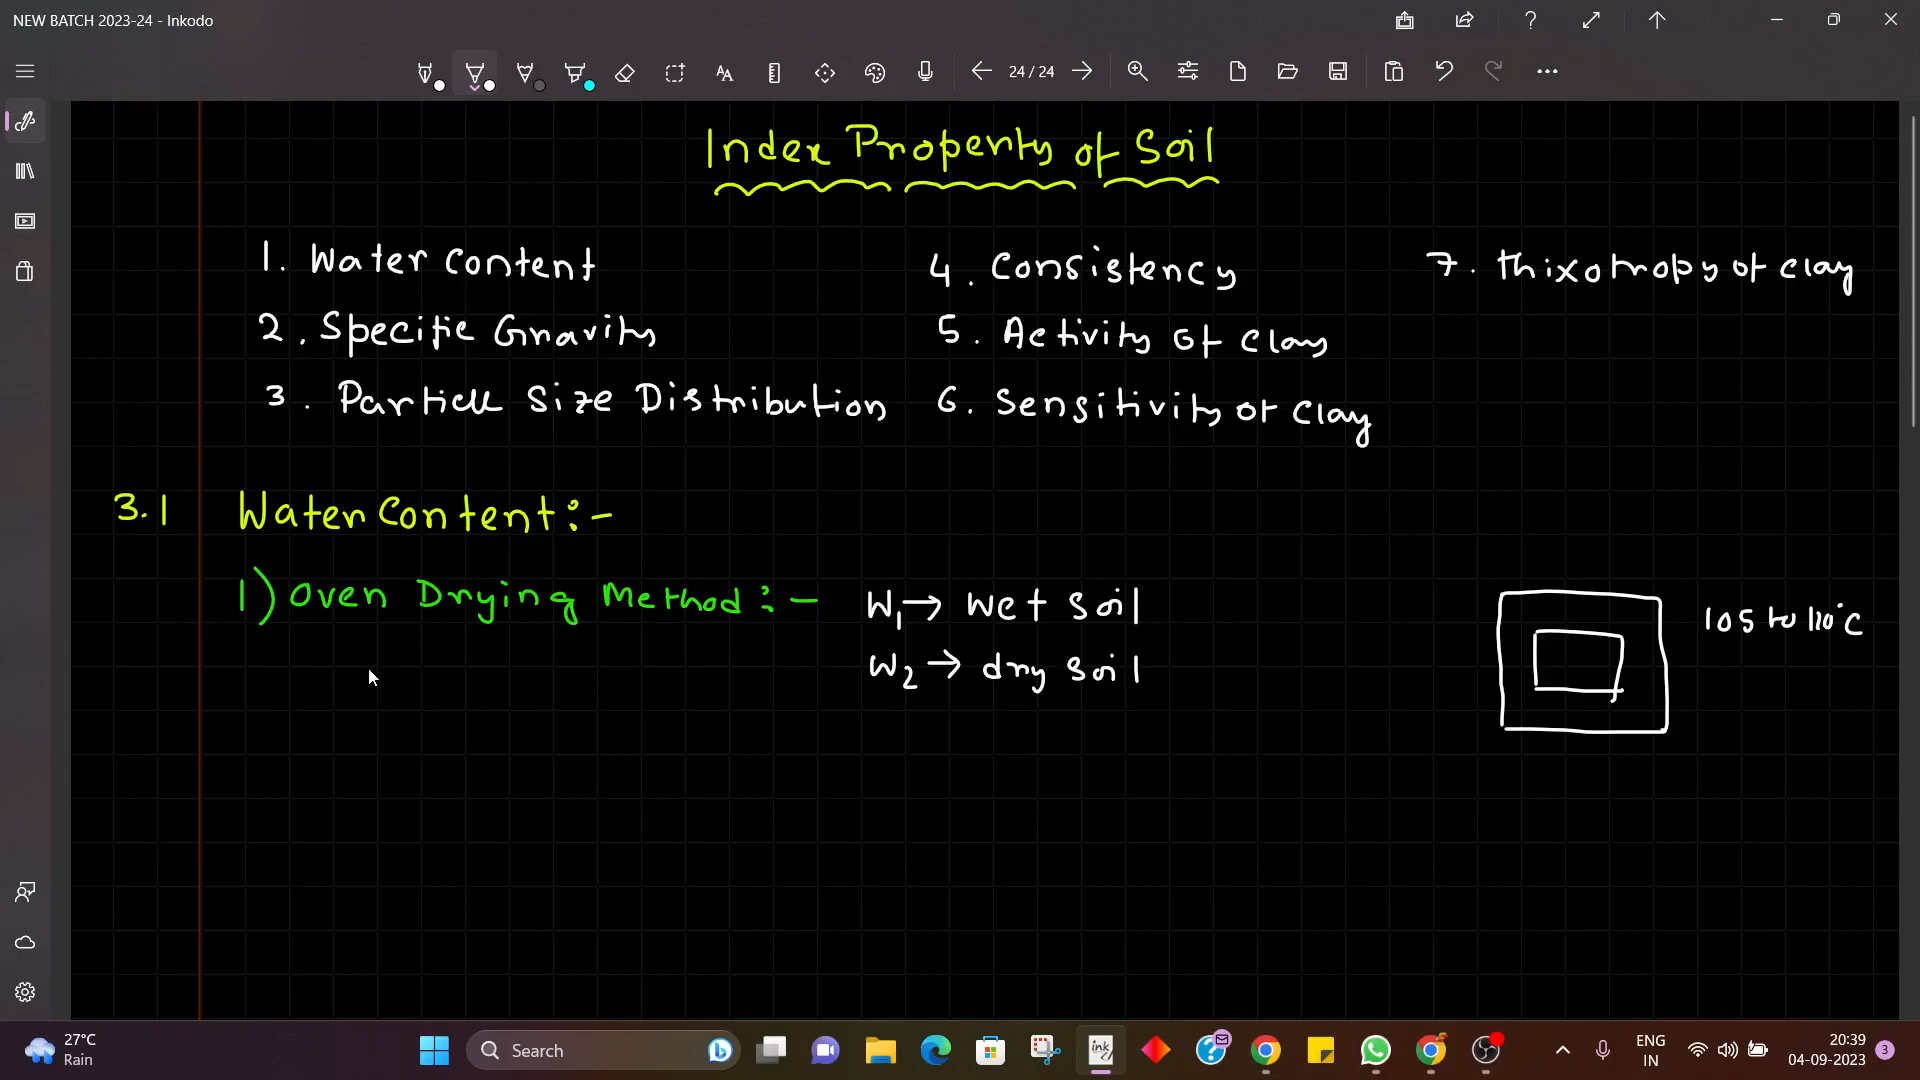 NEW BATCH 2023-24 - Inkodo
24 / 24
Index Property of Soil
1. Water Content
2. Specific Gravity
3. Particle Size Distribution
4. Consistency
5. Activity of Clay
6. Sensitivity of Clay
7. thixotropy of clay
3.1 Water Content :-
1) Oven Drying Method :- W1 → Wet Soil
W2 → dry Soil
105 to 110°C
27°C
Rain
Search
ink
ENG
IN
20:39
04-09-2023
3